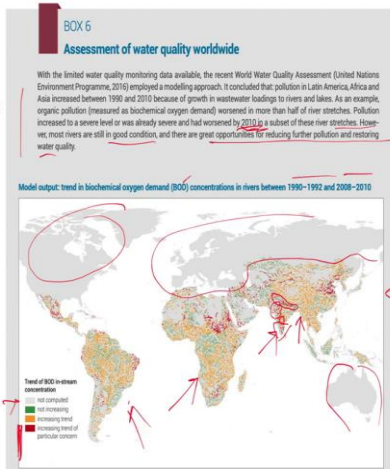 BOX 6
Assessment of water quality worldwide
With the limited water quality monitoring data available, the recent World Water Quality Assessment (United Nations
Environment Programme, 2016) employed a modelling approach. It concluded that: pollution in Latin America, Africa and
Asia increased between 1990 and 2010 because of growth in wastewater loadings to rivers and lakes. As an example,
organic pollution (measured as biochemical oxygen demand) worsened in more than half of river stretches. Pollution
increased to a severe level or was already severe and had worsened by 2010 in a subset of these river stretches. Howe-
ver, most rivers are still in good condition, and there are great opportunities for reducing further pollution and restoring
water quality.
Model output: trend in biochemical oxygen demand (BOD) concentrations in rivers between 1990–1992 and 2008–2010
Trend of BOD in-stream
concentration
not computed
not increasing
increasing trend
increasing trend of
particular concern